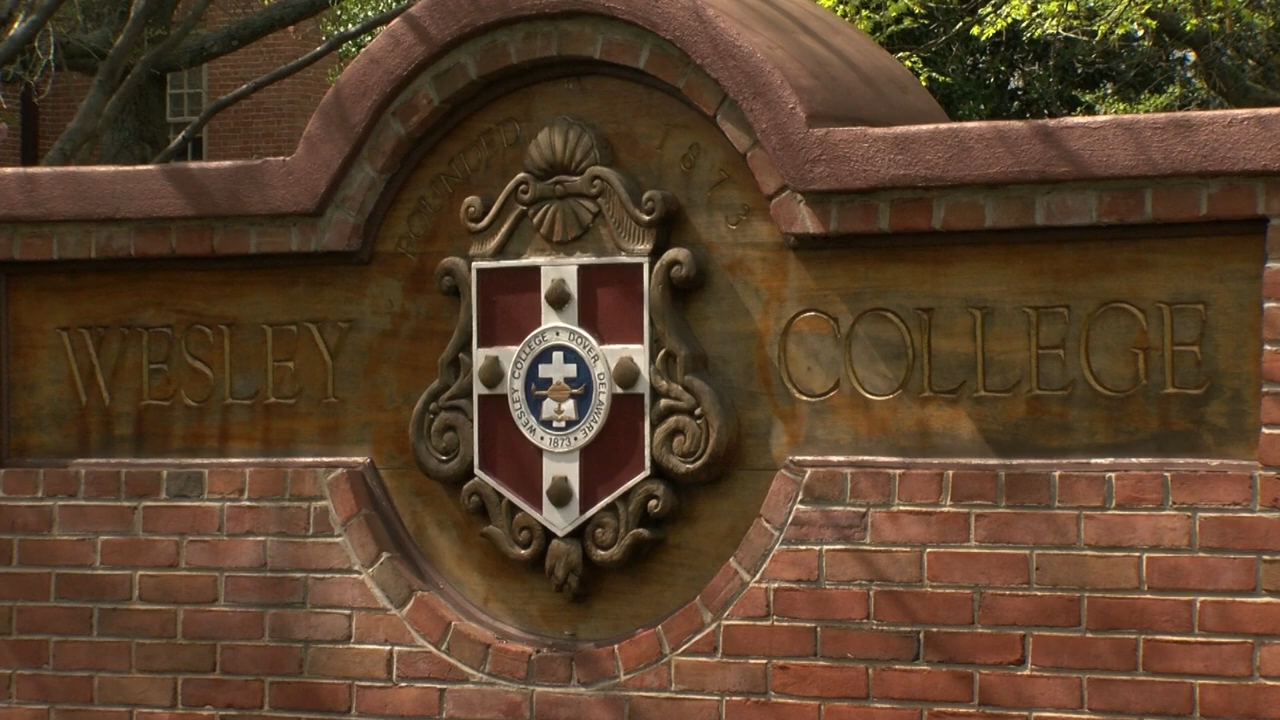 FOUNDED 1873
WESLEY COLLEGE
WESLEY COLLEGE • DOVER, DELAWARE
• 1873 •